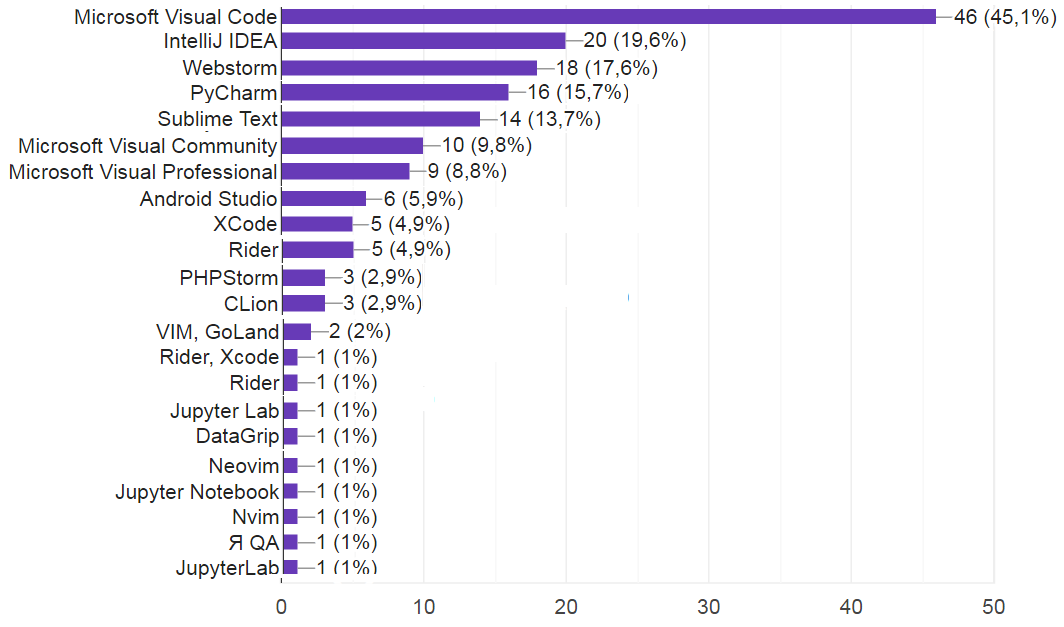 Microsoft Visual Code 46 (45,1%)
IntelliJ IDEA 20 (19,6%)
Webstorm 18 (17,6%)
PyCharm 16 (15,7%)
Sublime Text 14 (13,7%)
Microsoft Visual Community 10 (9,8%)
Microsoft Visual Professional 9 (8,8%)
Android Studio 6 (5,9%)
XCode 5 (4,9%)
Rider 5 (4,9%)
PHPStorm 3 (2,9%)
CLion 3 (2,9%)
VIM, GoLand 2 (2%)
Rider, Xcode 1 (1%)
Rider 1 (1%)
Jupyter Lab 1 (1%)
DataGrip 1 (1%)
Neovim 1 (1%)
Jupyter Notebook 1 (1%)
Nvim 1 (1%)
Я QA 1 (1%)
JupyterLab 1 (1%)
0 10 20 30 40 50